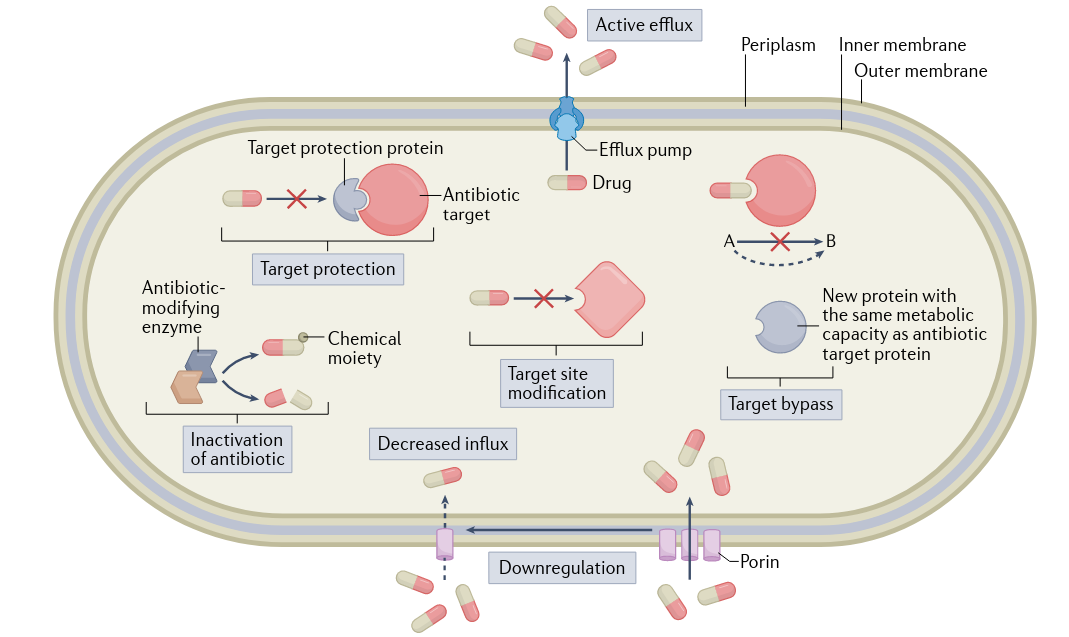 Active efflux
Periplasm
Inner membrane
Outer membrane
Target protection protein
Efflux pump
Drug
Antibiotic
target
A
B
Target protection
Antibiotic-
modifying
enzyme
Chemical
moiety
New protein with
the same metabolic
capacity as antibiotic
target protein
Target site
modification
Target bypass
Inactivation
of antibiotic
Decreased influx
Downregulation
Porin